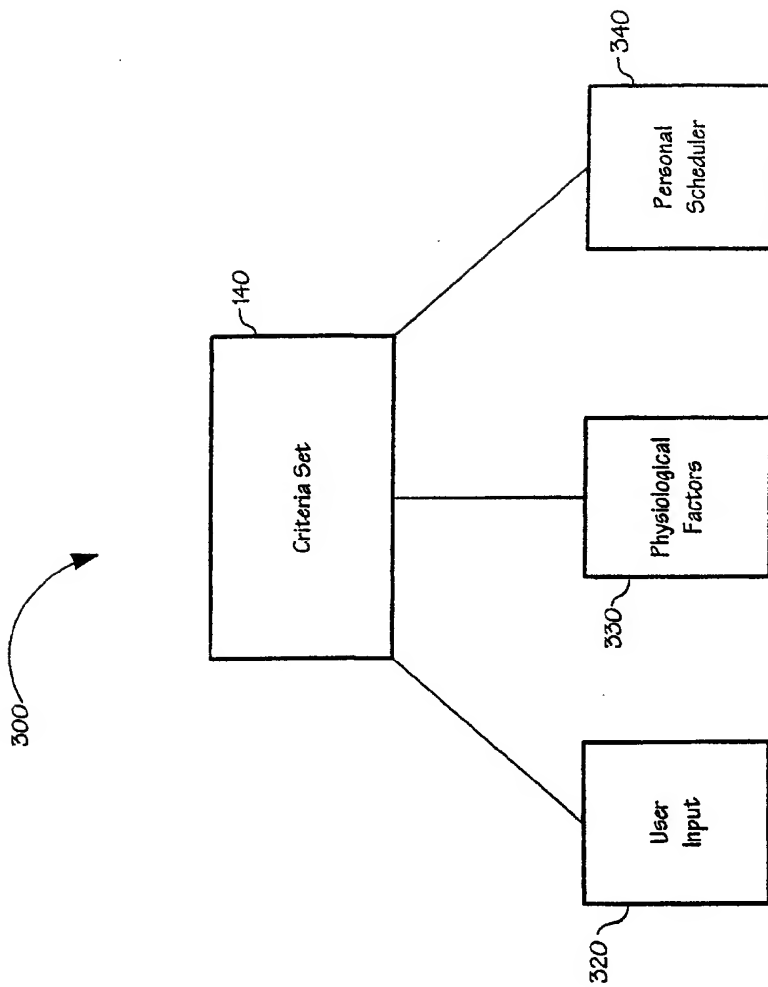 300
140
Criteria Set
320
User
Input
330
Physiological
Factors
340
Personal
Scheduler